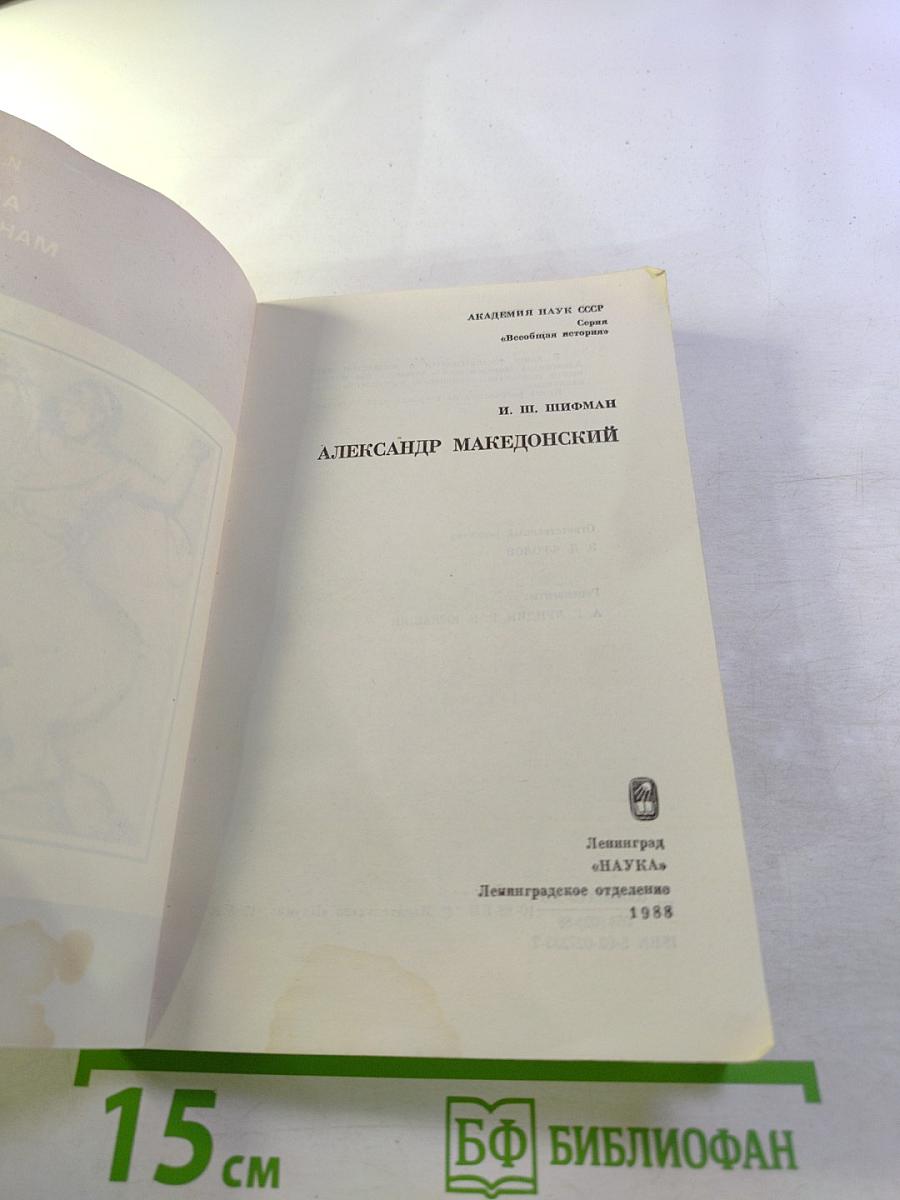 АКАДЕМИЯ НАУК СССР
Серия
«Всеобщая история»
И. Ш. ШИФМАН
АЛЕКСАНДР МАКЕДОНСКИЙ
Ленинград
«НАУКА»
Ленинградское отделение
1988
15 см
БФ БИБЛИОФАН